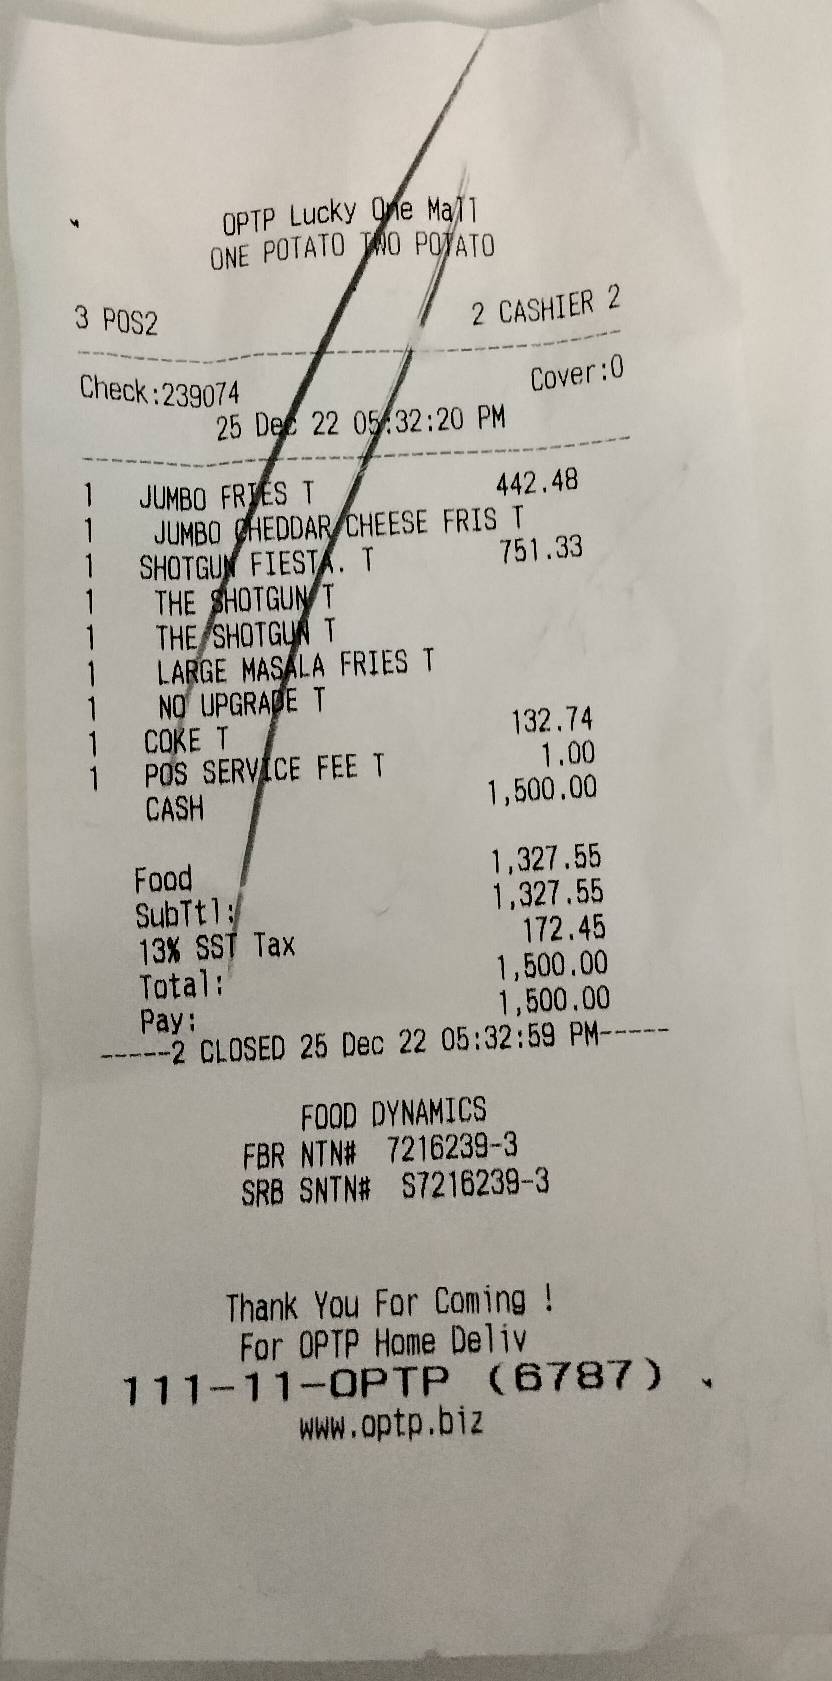 OPTP Lucky One Mall
ONE POTATO TWO POTATO
3 POS2 2 CASHIER 2
Check:239074 Cover:0
25 Dec 22 05:32:20 PM
1 JUMBO FRIES T 442.48
1 JUMBO CHEDDAR CHEESE FRIS T
1 SHOTGUN FIESTA. T 751.33
1 THE SHOTGUN T
1 THE SHOTGUN T
1 LARGE MASALA FRIES T
1 NO UPGRADE T
1 COKE T 132.74
1 POS SERVICE FEE T 1.00
CASH 1,500.00
Food 1,327.55
SubTtl: 1,327.55
13% SST Tax 172.45
Total: 1,500.00
Pay: 1,500.00
-----2 CLOSED 25 Dec 22 05:32:59 PM-----
FOOD DYNAMICS
FBR NTN# 7216239-3
SRB SNTN# S7216239-3
Thank You For Coming !
For OPTP Home Deliv
111-11-OPTP (6787)
www.optp.biz